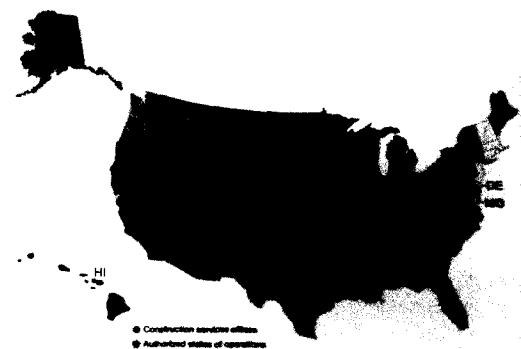 DE
MD
HI
Construction services offices
Authorized states of operations